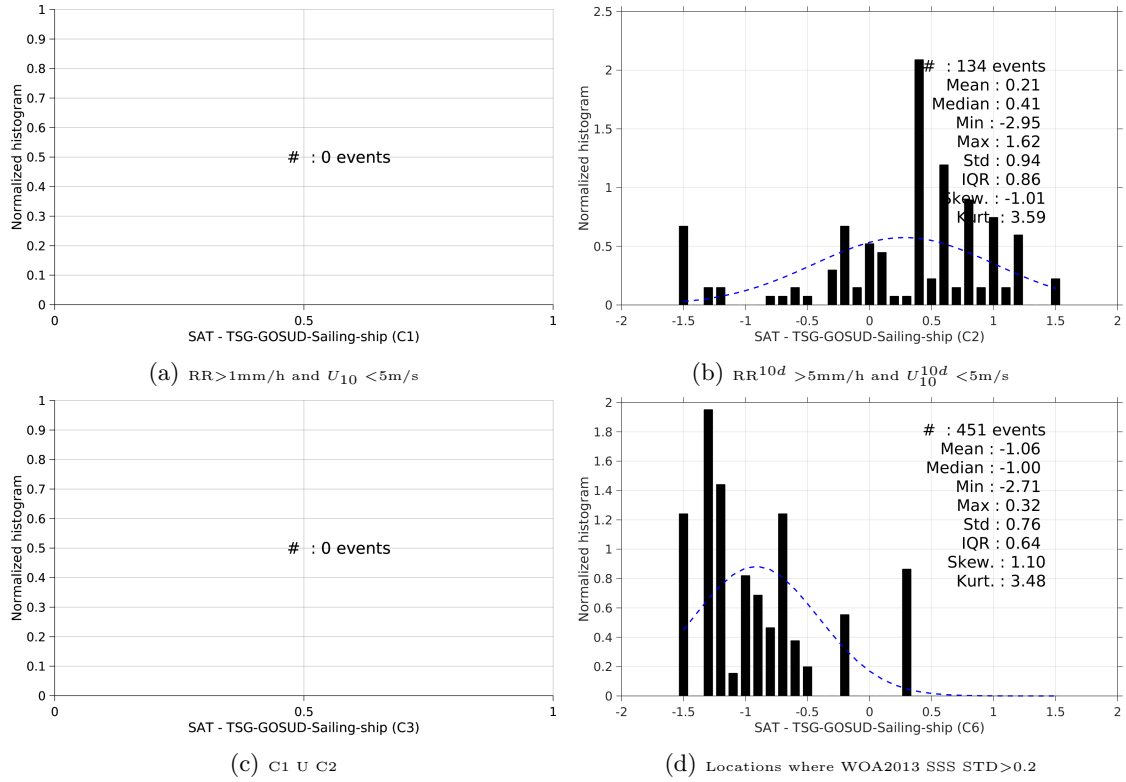 1
0.9
0.8
0.7
0.6
0.5
0.4
0.3
0.2
0.1
0
Normalized histogram
# : 0 events
0 0.5 1
SAT - TSG-GOSUD-Sailing-ship (C1)
(a) RR>1mm/h and U10 <5m/s
2.5
2
1.5
1
0.5
0
Normalized histogram
# : 134 events
Mean : 0.21
Median : 0.41
Min : -2.95
Max : 1.62
Std : 0.94
IQR : 0.86
Skew. : -1.01
Kurt. : 3.59
-2 -1.5 -1 -0.5 0 0.5 1 1.5 2
SAT - TSG-GOSUD-Sailing-ship (C2)
(b) RR10d >5mm/h and U10d10 <5m/s
1
0.9
0.8
0.7
0.6
0.5
0.4
0.3
0.2
0.1
0
Normalized histogram
# : 0 events
0 0.5 1
SAT - TSG-GOSUD-Sailing-ship (C3)
(c) C1 U C2
2
1.8
1.6
1.4
1.2
1
0.8
0.6
0.4
0.2
0
Normalized histogram
# : 451 events
Mean : -1.06
Median : -1.00
Min : -2.71
Max : 0.32
Std : 0.76
IQR : 0.64
Skew. : 1.10
Kurt. : 3.48
-2 -1.5 -1 -0.5 0 0.5 1 1.5 2
SAT - TSG-GOSUD-Sailing-ship (C6)
(d) Locations where WOA2013 SSS STD>0.2